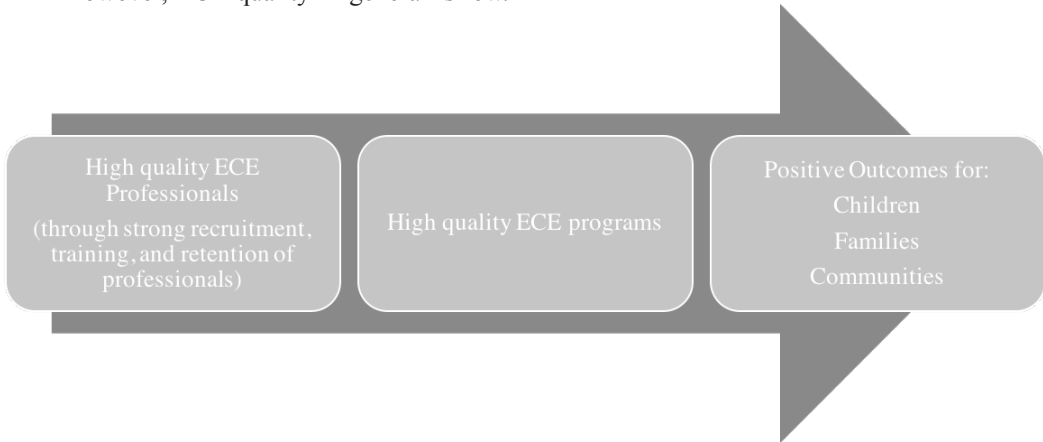 High quality ECE
Professionals
(through strong recruitment,
training, and retention of
professionals)
High quality ECE programs
Positive Outcomes for:
Children
Families
Communities